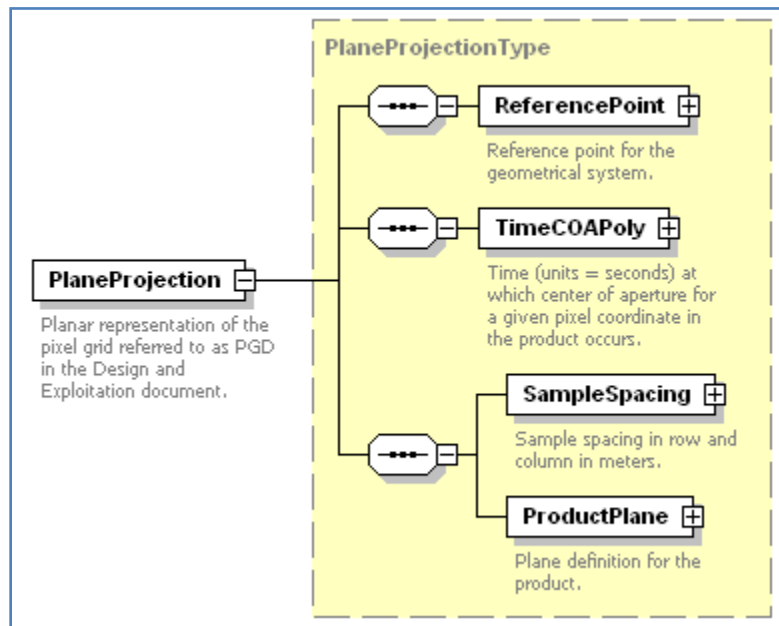 PlaneProjectionType
ReferencePoint
Reference point for the
geometrical system.
TimeCOAPoly
Time (units = seconds) at
which center of aperture for
a given pixel coordinate in
the product occurs.
PlaneProjection
Planar representation of the
pixel grid referred to as PGD
in the Design and
Exploitation document.
SampleSpacing
Sample spacing in row and
column in meters.
ProductPlane
Plane definition for the
product.